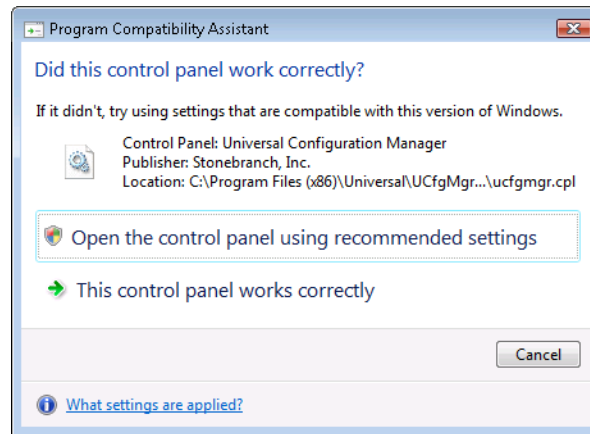 Program Compatibility Assistant
Did this control panel work correctly?
If it didn't, try using settings that are compatible with this version of Windows.
Control Panel: Universal Configuration Manager
Publisher: Stonebranch, Inc.
Location: C:\Program Files (x86)\Universal\UCfgMgr...\ucfgmgr.cpl
Open the control panel using recommended settings
This control panel works correctly
Cancel
What settings are applied?